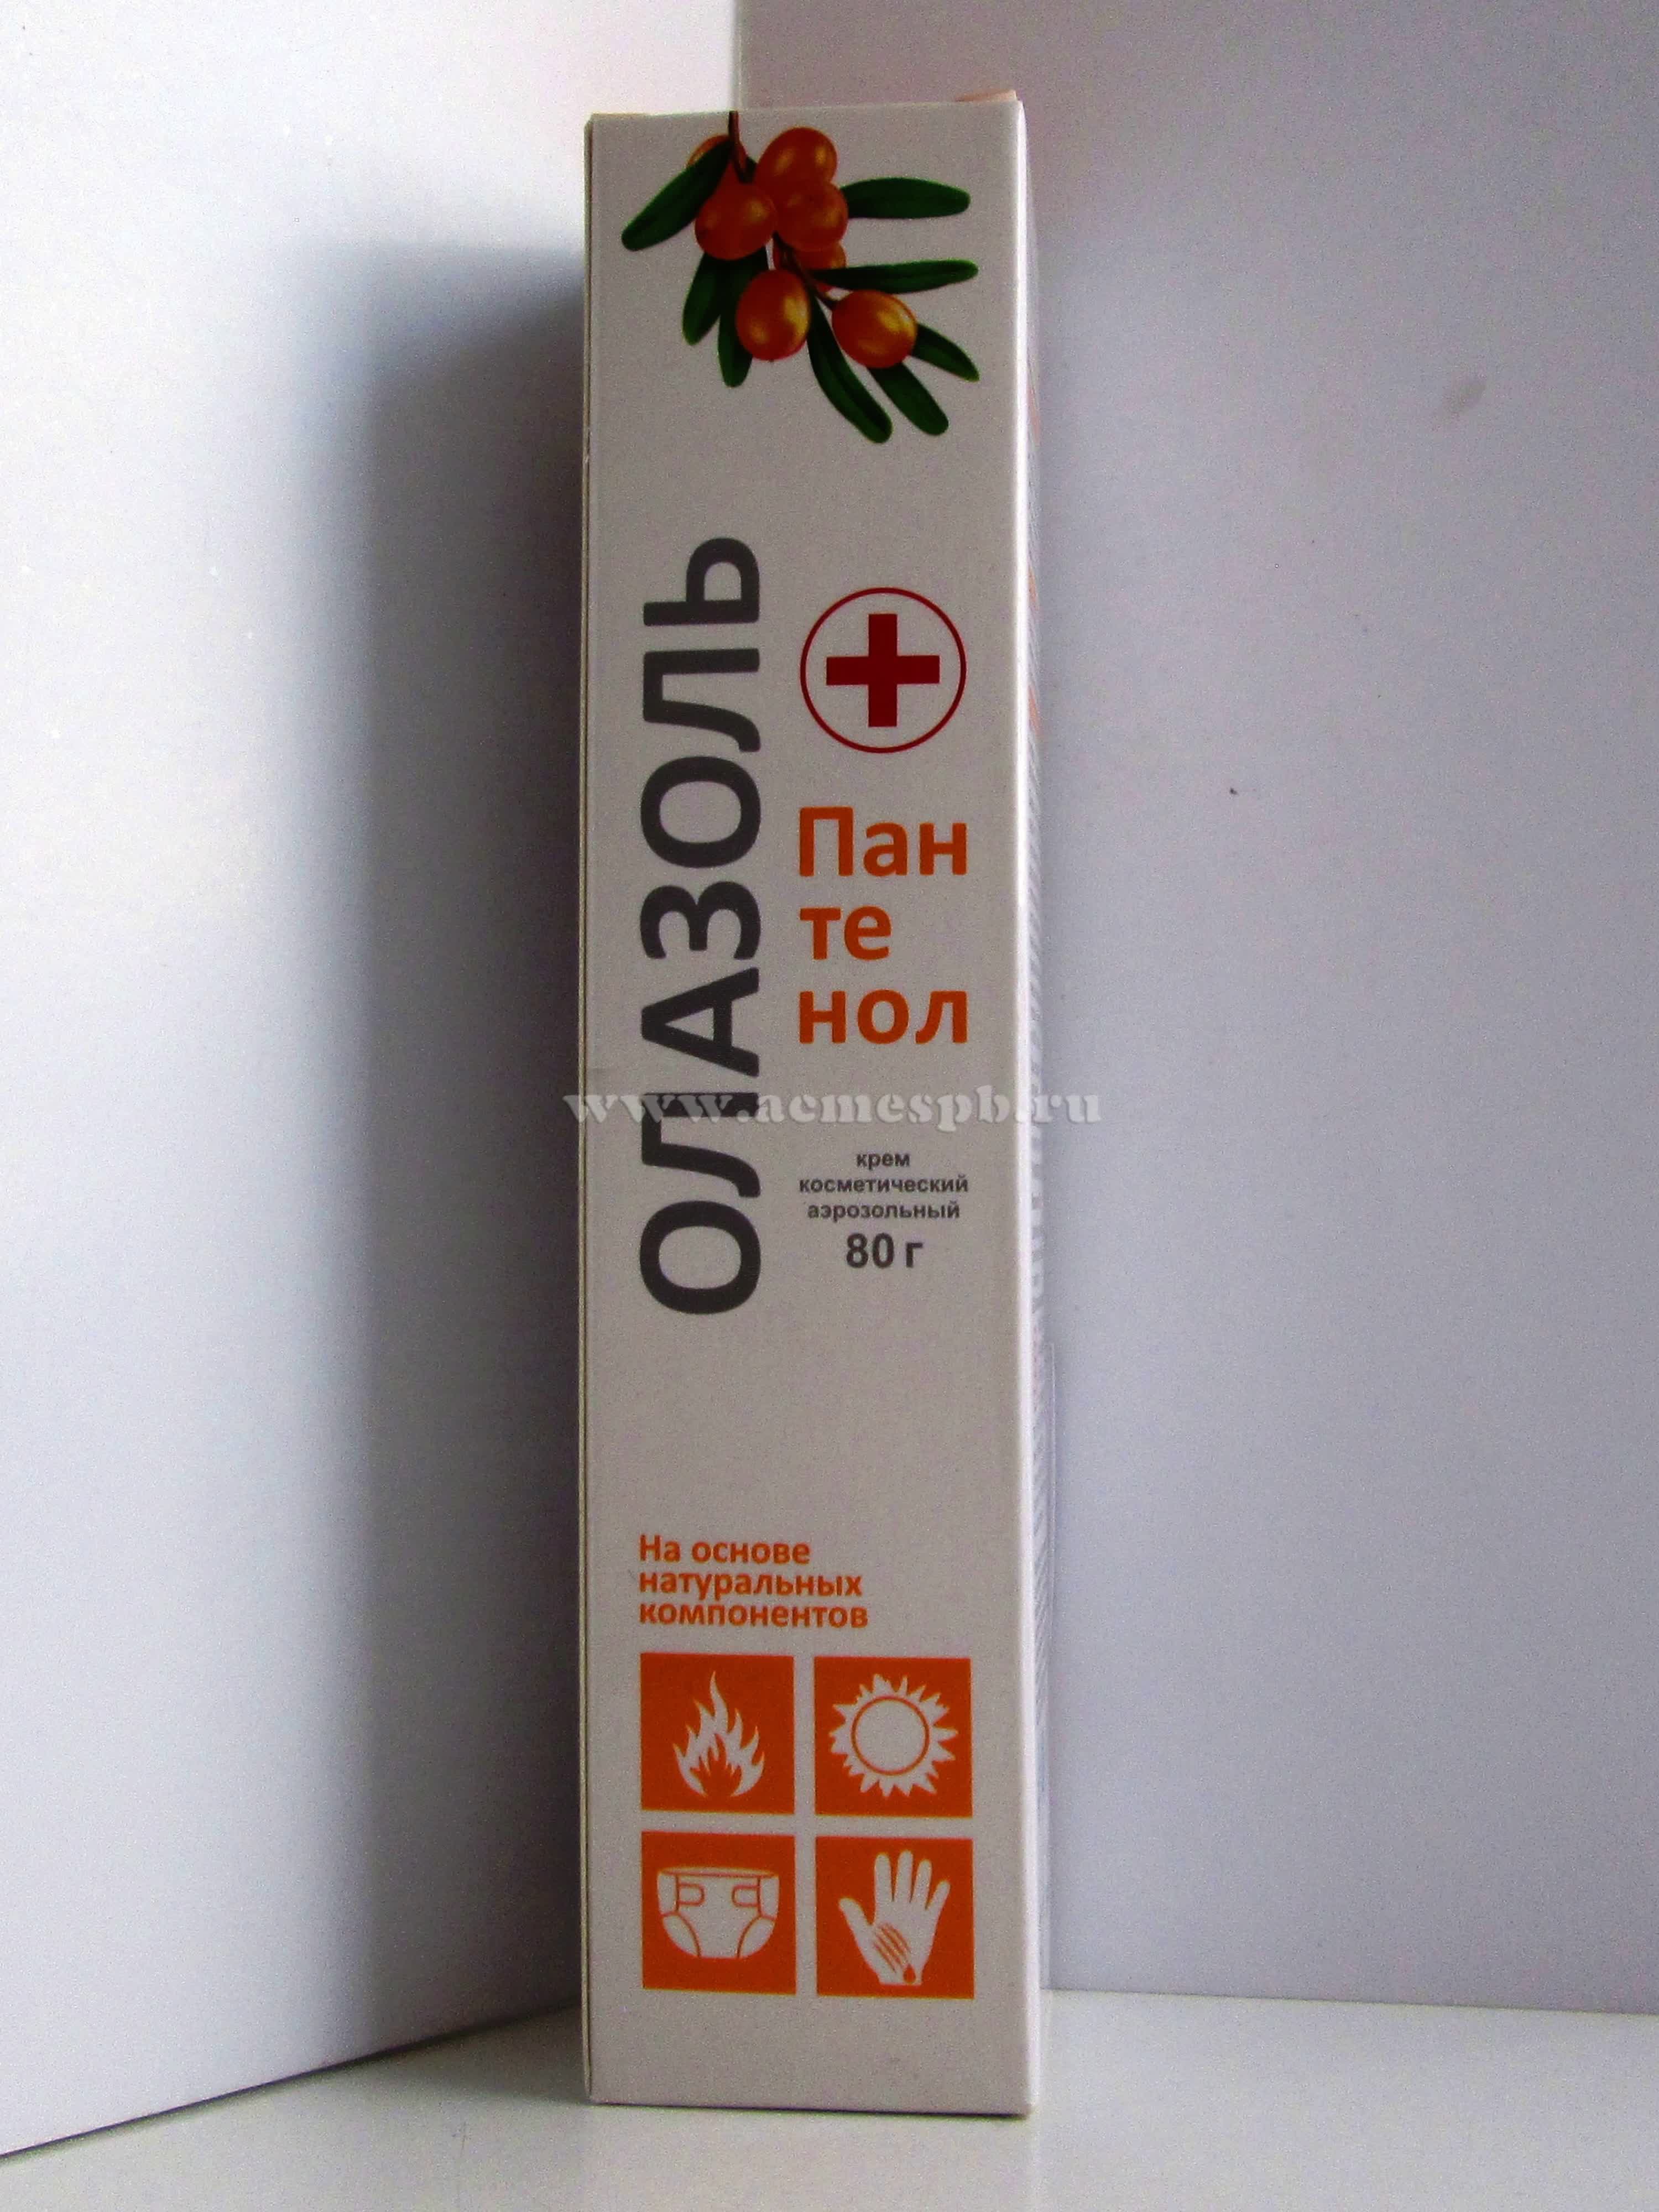 ОЛАЗОЛЬ
Пан
те
нол
www.acmespb.ru
крем
косметический
аэрозольный
80 г
На основе
натуральных
компонентов